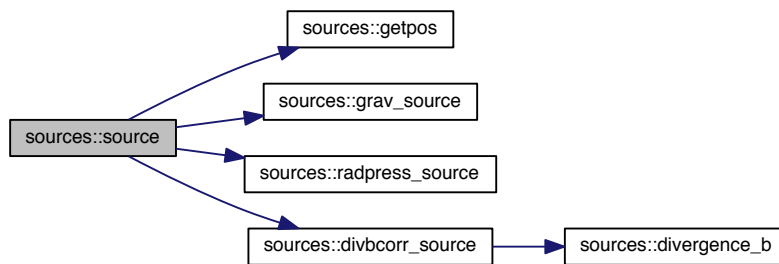 sources::getpos
sources::grav_source
sources::source
sources::radpress_source
sources::divbcorr_source
sources::divergence_b